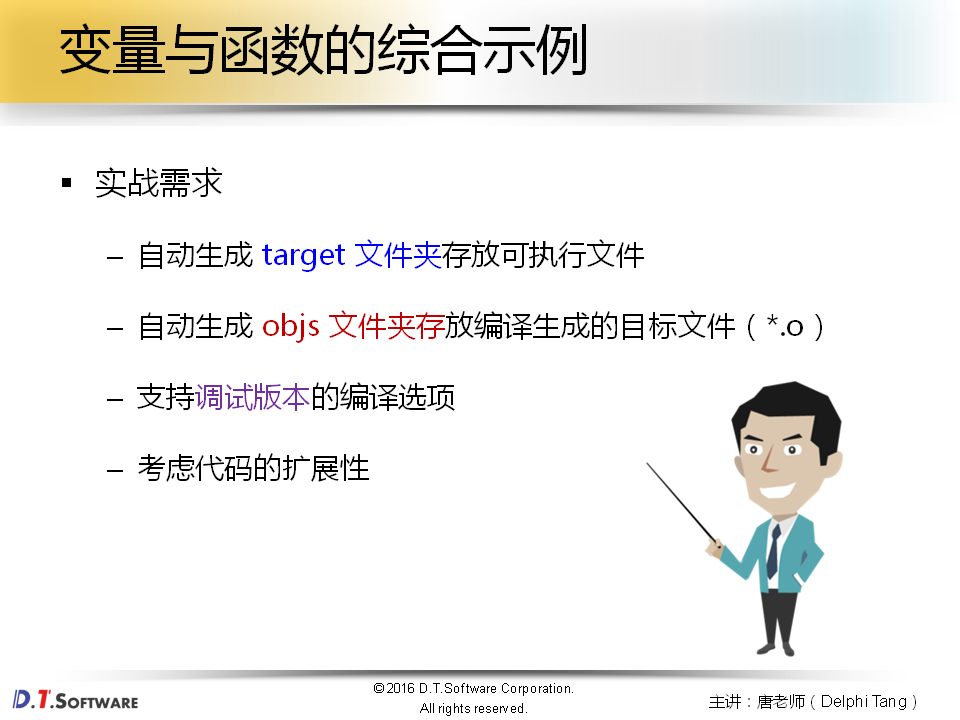 变量与函数的综合示例
▪ 实战需求
– 自动生成 target 文件夹存放可执行文件
– 自动生成 objs 文件夹存放编译生成的目标文件（*.o）
– 支持调试版本的编译选项
– 考虑代码的扩展性
D.T.SOFTWARE
©2016 D.T.Software Corporation.
All rights reserved.
主讲：唐老师（Delphi Tang）